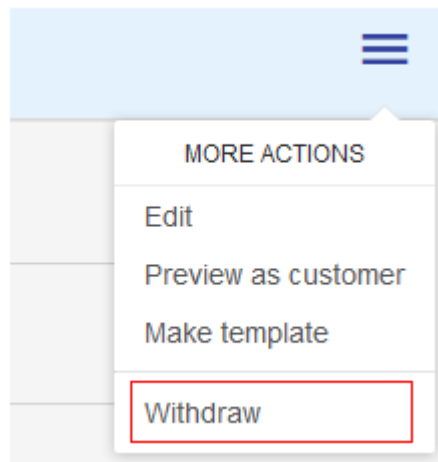 MORE ACTIONS
Edit
Preview as customer
Make template
Withdraw